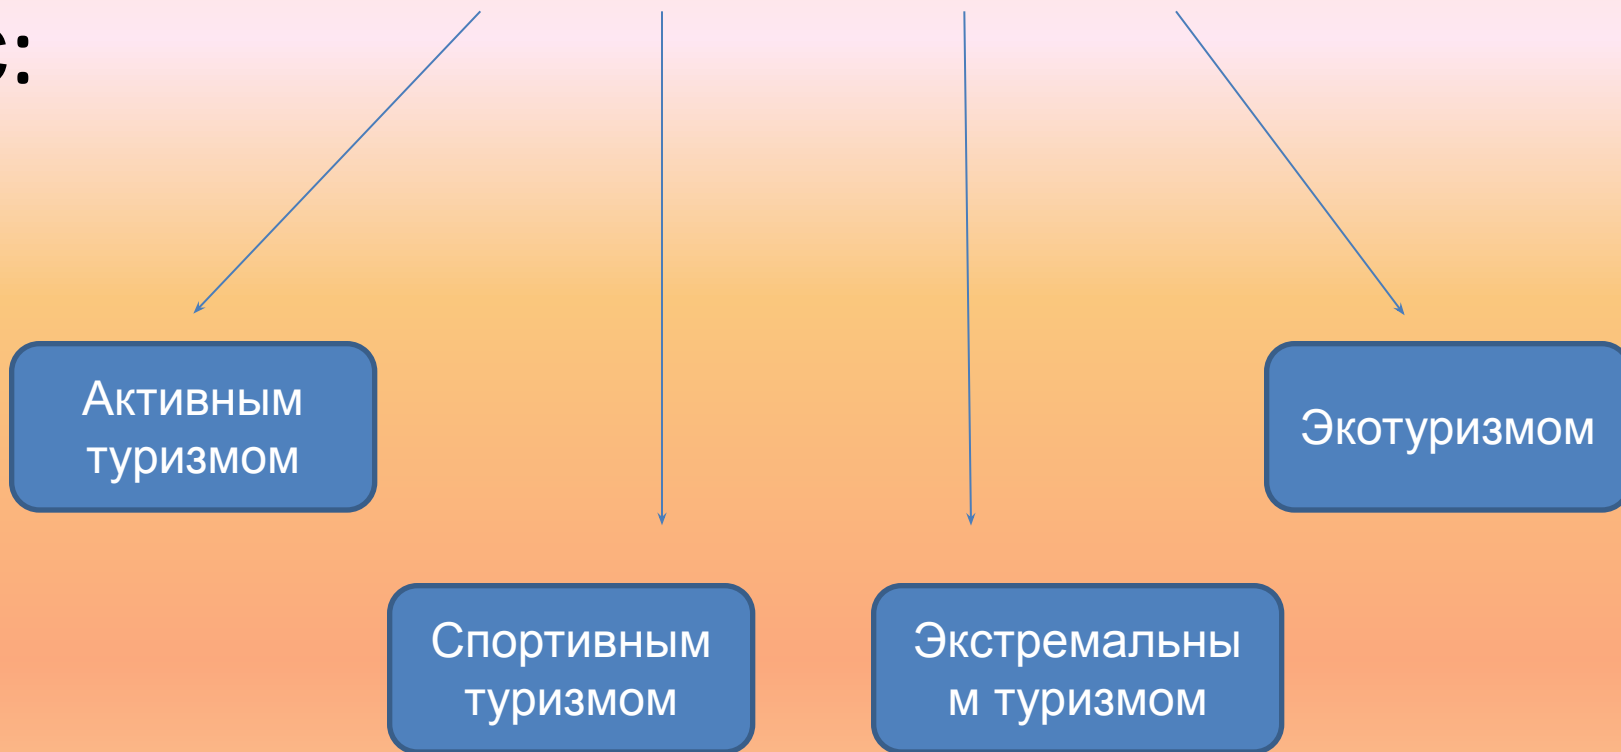 с:
Активным
туризмом
Экотуризмом
Спортивным
туризмом
Экстремальны
м туризмом